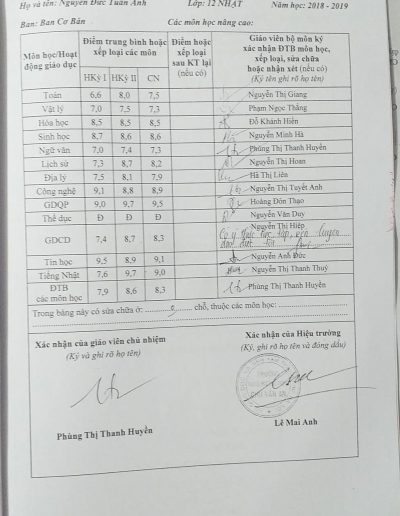 Họ và tên: Nguyễn Đức Tuấn Anh Lớp: 12 NHẬT Năm học: 2018 - 2019
Ban: Ban Cơ Bản Các môn học nâng cao:
Môn học/Hoạt động giáo dục Điểm trung bình hoặc xếp loại các môn Điểm hoặc xếp loại sau KT lại (nếu có) Giáo viên bộ môn ký xác nhận ĐTB môn học, xếp loại, sửa chữa hoặc nhận xét (nếu có) (Ký tên ghi rõ họ tên)
HKỳ I HKỳ II CN
Toán 6,6 8,0 7,5 Nguyễn Thị Giang
Vật lý 7,0 7,5 7,3 Phạm Ngọc Thắng
Hóa học 8,5 8,5 8,5 Đỗ Khánh Hiền
Sinh học 8,7 8,6 8,6 Nguyễn Minh Hà
Ngữ văn 7,0 7,4 7,3 Phùng Thị Thanh Huyền
Lịch sử 7,3 8,7 8,2 Nguyễn Thị Hoan
Địa lý 7,5 8,1 7,9 Hà Thị Liên
Công nghệ 9,1 8,8 8,9 Nguyễn Thị Tuyết Anh
GDQP 9,0 9,7 9,5 Hoàng Đôn Thao
Thể dục Đ Đ Đ Nguyễn Văn Duy
GDCD 7,4 8,7 8,3 Nguyễn Thị Hiệp
Có ý thức học tập, rèn luyện
đạo đức tốt
Tin học 9,5 8,9 9,1 Nguyễn Anh Đức
Tiếng Nhật 7,6 9,7 9,0 Nguyễn Thị Thanh Thuỷ
ĐTB các môn học 7,9 8,6 8,3 Phùng Thị Thanh Huyền
Trong bảng này có sửa chữa ở: chỗ, thuộc các môn học:
Xác nhận của giáo viên chủ nhiệm
(Ký và ghi rõ họ tên)
Phùng Thị Thanh Huyền
Xác nhận của Hiệu trưởng
(Ký, ghi rõ họ tên và đóng dấu)
CHU VĂN AN
Lê Mai Anh